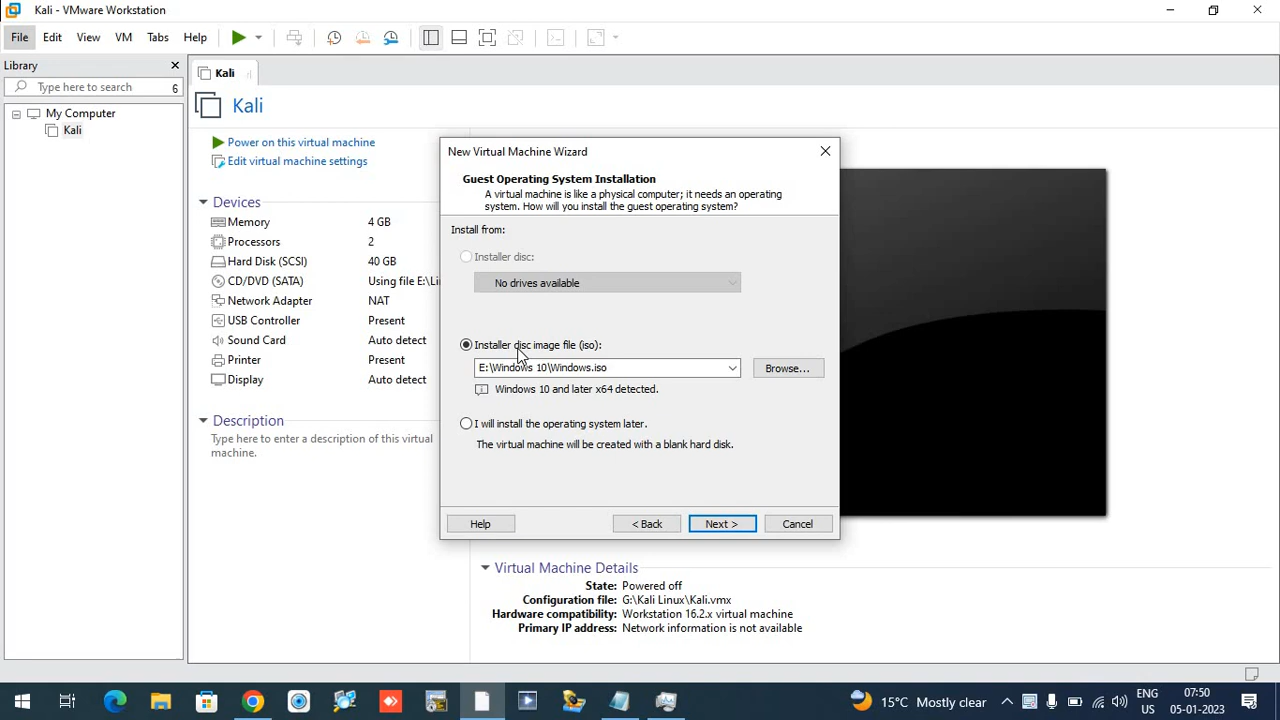 Kali - VMware Workstation
File Edit View VM Tabs Help
Library
Kali
Type here to search 6
Kali
My Computer
Kali
Power on this virtual machine
Edit virtual machine settings
Devices
Memory 4 GB
Processors 2
Hard Disk (SCSI) 40 GB
CD/DVD (SATA) Using file E:\Li
Network Adapter NAT
USB Controller Present
Sound Card Auto detect
Printer Present
Display Auto detect
Description
Type here to enter a description of this virtual
machine.
New Virtual Machine Wizard
Guest Operating System Installation
A virtual machine is like a physical computer; it needs an operating
system. How will you install the guest operating system?
Install from:
Installer disc:
No drives available
Installer disc image file (iso):
E:\Windows 10\Windows.iso
Browse...
Windows 10 and later x64 detected.
I will install the operating system later.
The virtual machine will be created with a blank hard disk.
Help < Back Next > Cancel
Virtual Machine Details
State: Powered off
Configuration file: G:\Kali Linux\Kali.vmx
Hardware compatibility: Workstation 16.2.x virtual machine
Primary IP address: Network information is not available
15°C Mostly clear
ENG
US
07:50
05-01-2023